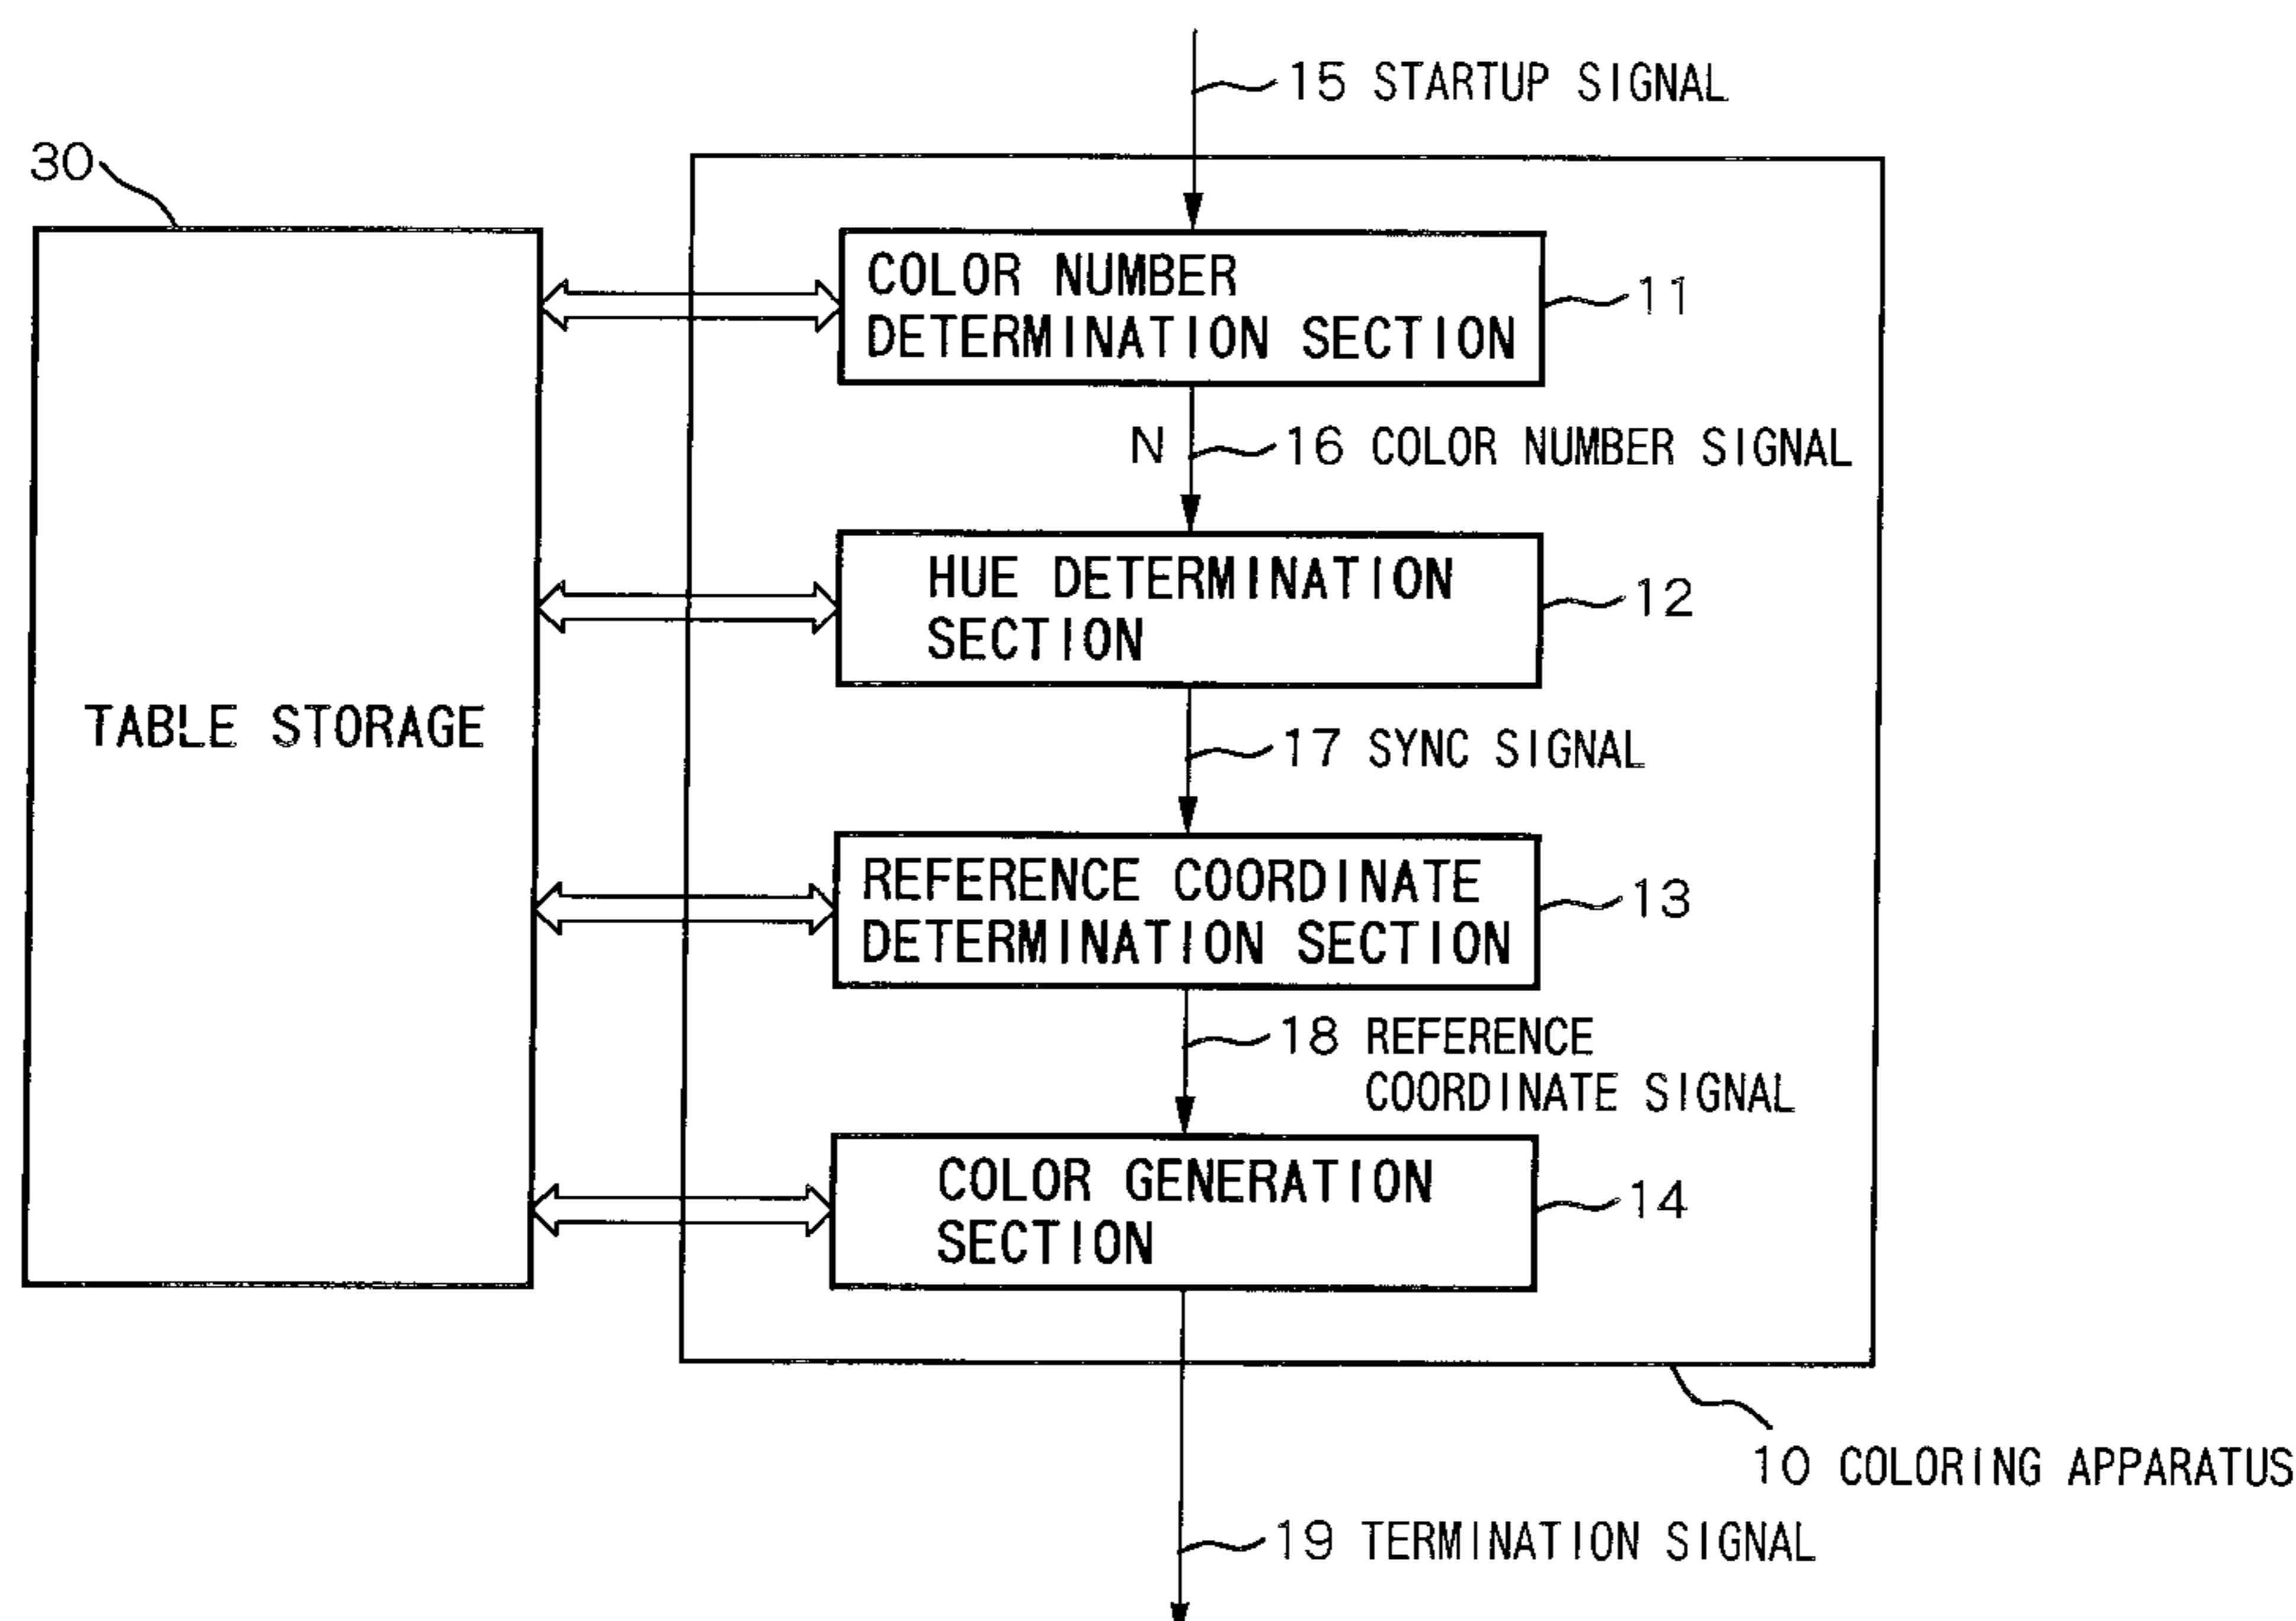 15 STARTUP SIGNAL
30
COLOR NUMBER
DETERMINATION SECTION
11
N
16 COLOR NUMBER SIGNAL
HUE DETERMINATION
SECTION
12
TABLE STORAGE
17 SYNC SIGNAL
REFERENCE COORDINATE
DETERMINATION SECTION
13
18 REFERENCE
COORDINATE SIGNAL
COLOR GENERATION
SECTION
14
10 COLORING APPARATUS
19 TERMINATION SIGNAL